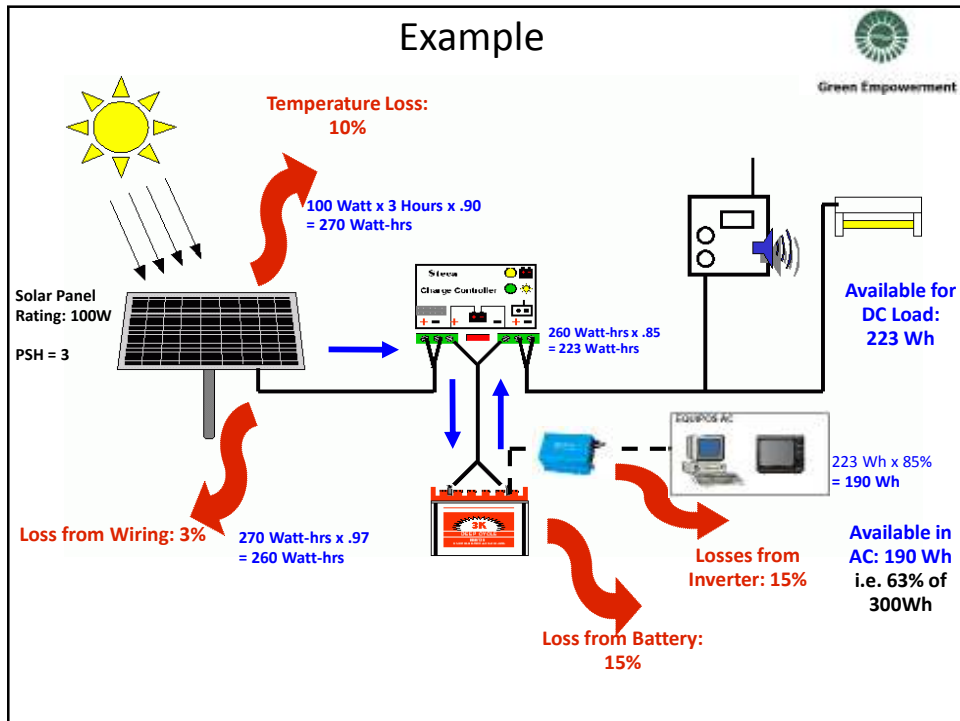 Example
Green Empowerment
Temperature Loss:
10%
100 Watt x 3 Hours x .90
= 270 Watt-hrs
Solar Panel
Rating: 100W
PSH = 3
Steca
Charge Controller
+ - + - + -
260 Watt-hrs x .85
= 223 Watt-hrs
Available for
DC Load:
223 Wh
EQUIPOS AC
223 Wh x 85%
= 190 Wh
Loss from Wiring: 3%
270 Watt-hrs x .97
= 260 Watt-hrs
3K
DEEP CYCLE
Losses from
Inverter: 15%
Available in
AC: 190 Wh
i.e. 63% of
300Wh
Loss from Battery:
15%